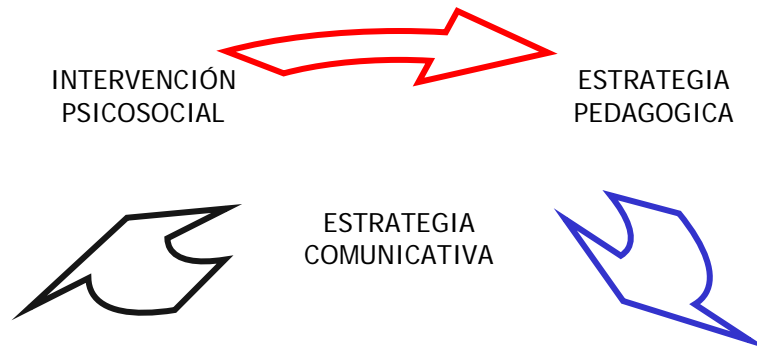 INTERVENCIÓN
PSICOSOCIAL
ESTRATEGIA
PEDAGOGICA
ESTRATEGIA
COMUNICATIVA